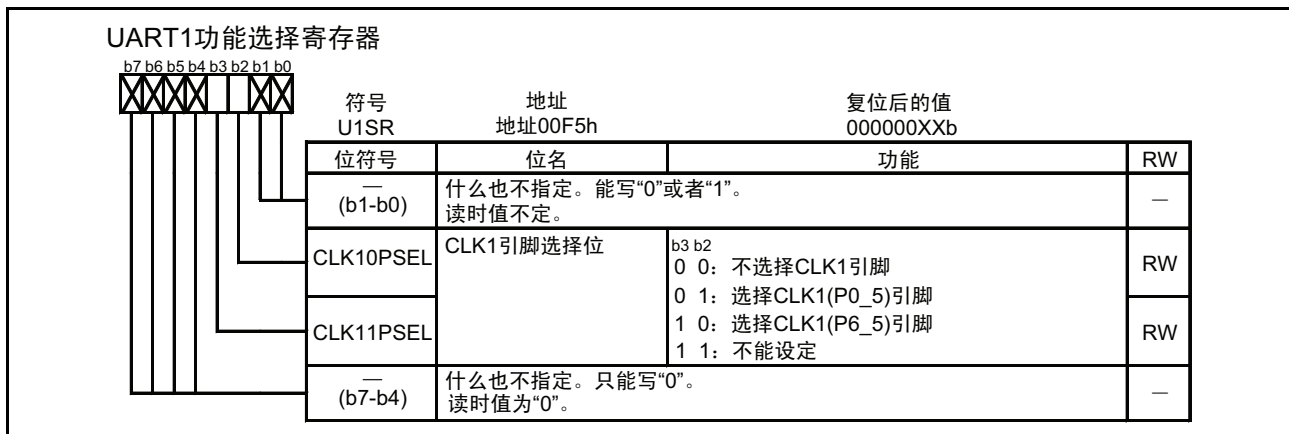 UART1功能选择寄存器
b7 b6 b5 b4 b3 b2 b1 b0
符号 地址 复位后的值
U1SR 地址00F5h 000000XXb
位符号 位名 功能 RW
—
(b1-b0)
什么也不指定。能写“0”或者“1”。
读时值不定。
—
CLK10PSEL
CLK1引脚选择位
b3 b2
0 0：不选择CLK1引脚
0 1：选择CLK1(P0_5)引脚
1 0：选择CLK1(P6_5)引脚
1 1：不能设定
RW
CLK11PSEL
RW
—
(b7-b4)
什么也不指定。只能写“0”。
读时值为“0”。
—